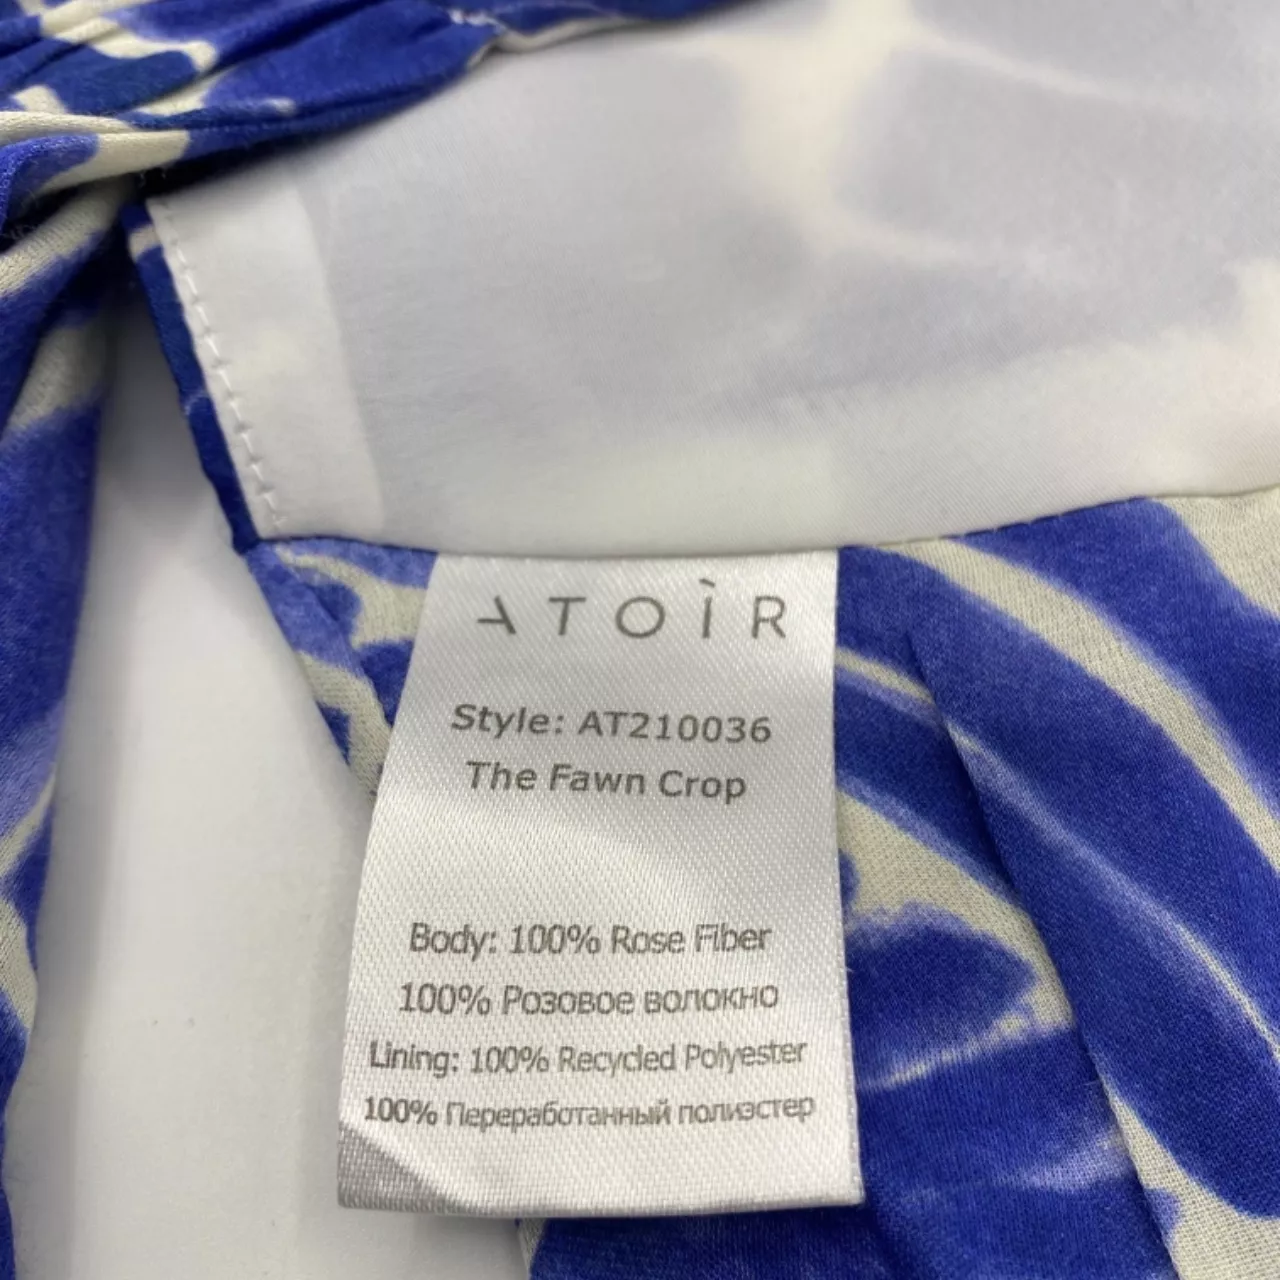 ATOÌR
Style: AT210036
The Fawn Crop
Body: 100% Rose Fiber
100% Розовое волокно
Lining: 100% Recycled Polyester
100% Переработанный полиэстер